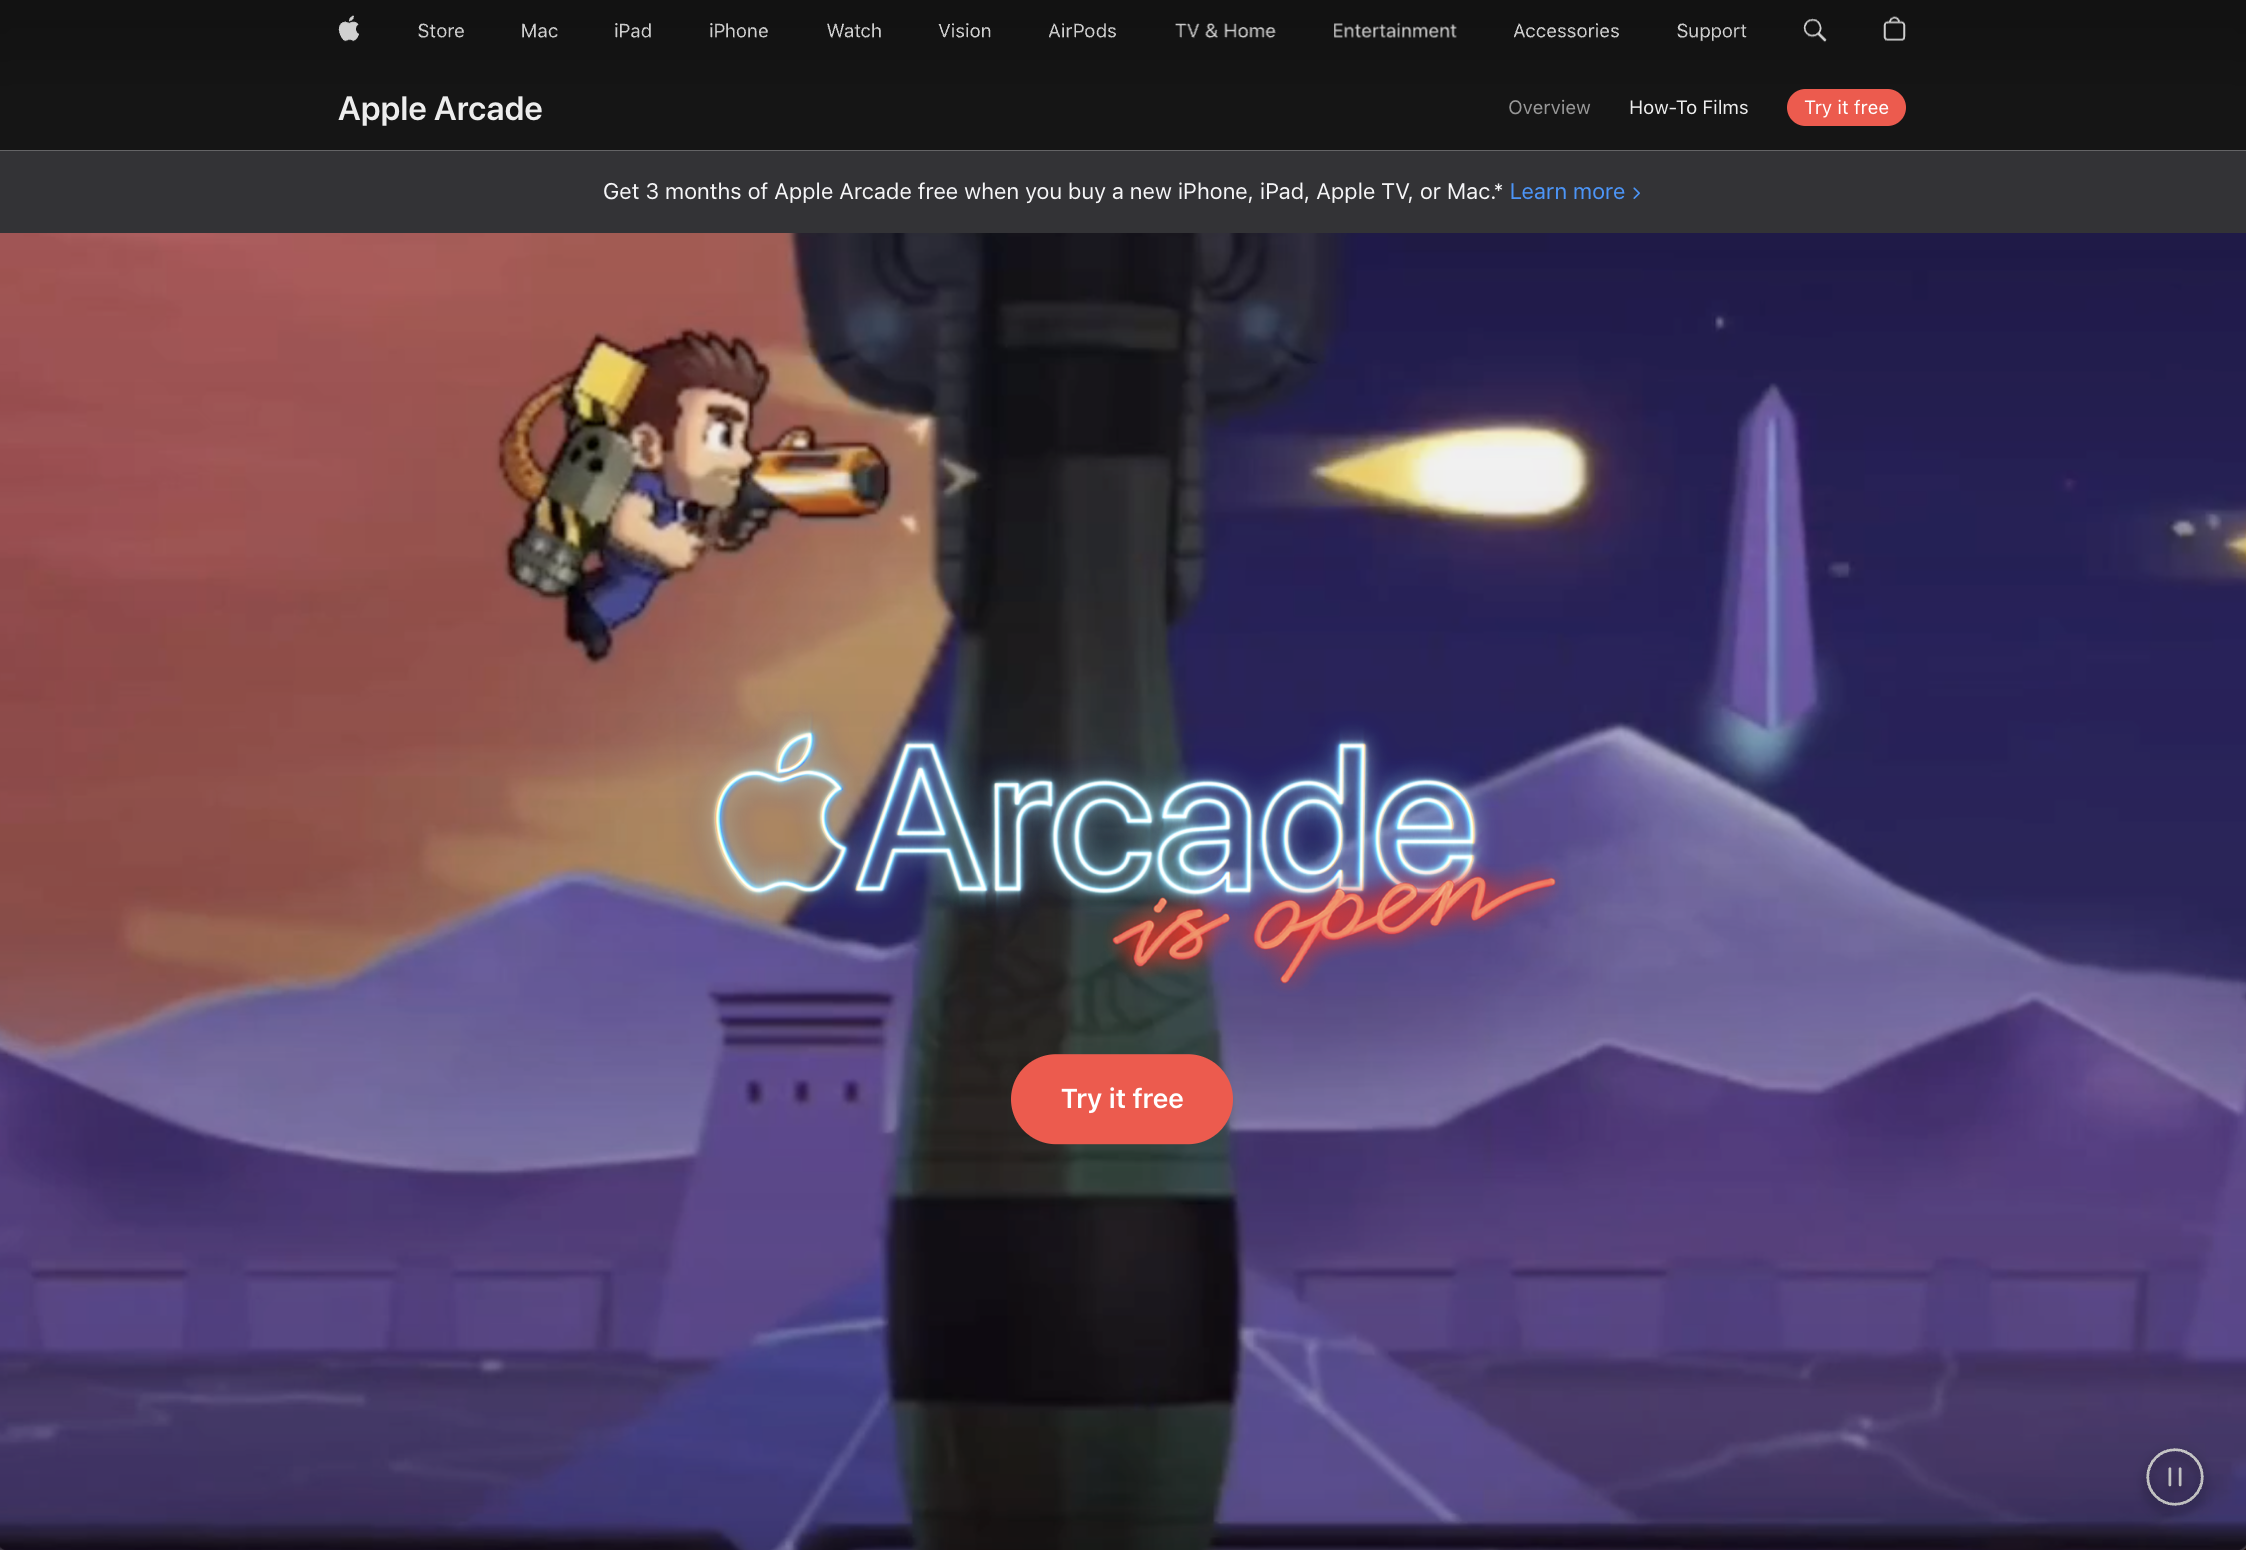 Store Mac iPad iPhone Watch Vision AirPods TV & Home Entertainment Accessories Support
Apple Arcade Overview How-To Films Try it free
Get 3 months of Apple Arcade free when you buy a new iPhone, iPad, Apple TV, or Mac.* Learn more >
Arcade
is open
Try it free